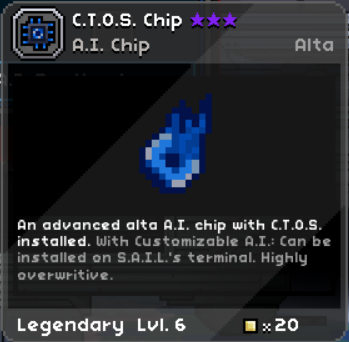 C.T.O.S. Chip ★★★
A.I. Chip Alta
An advanced alta A.I. chip with C.T.O.S.
installed. With Customizable A.I.: Can be
installed on S.A.I.L.'s terminal. Highly
overwritive.
Legendary Lvl. 6 x20